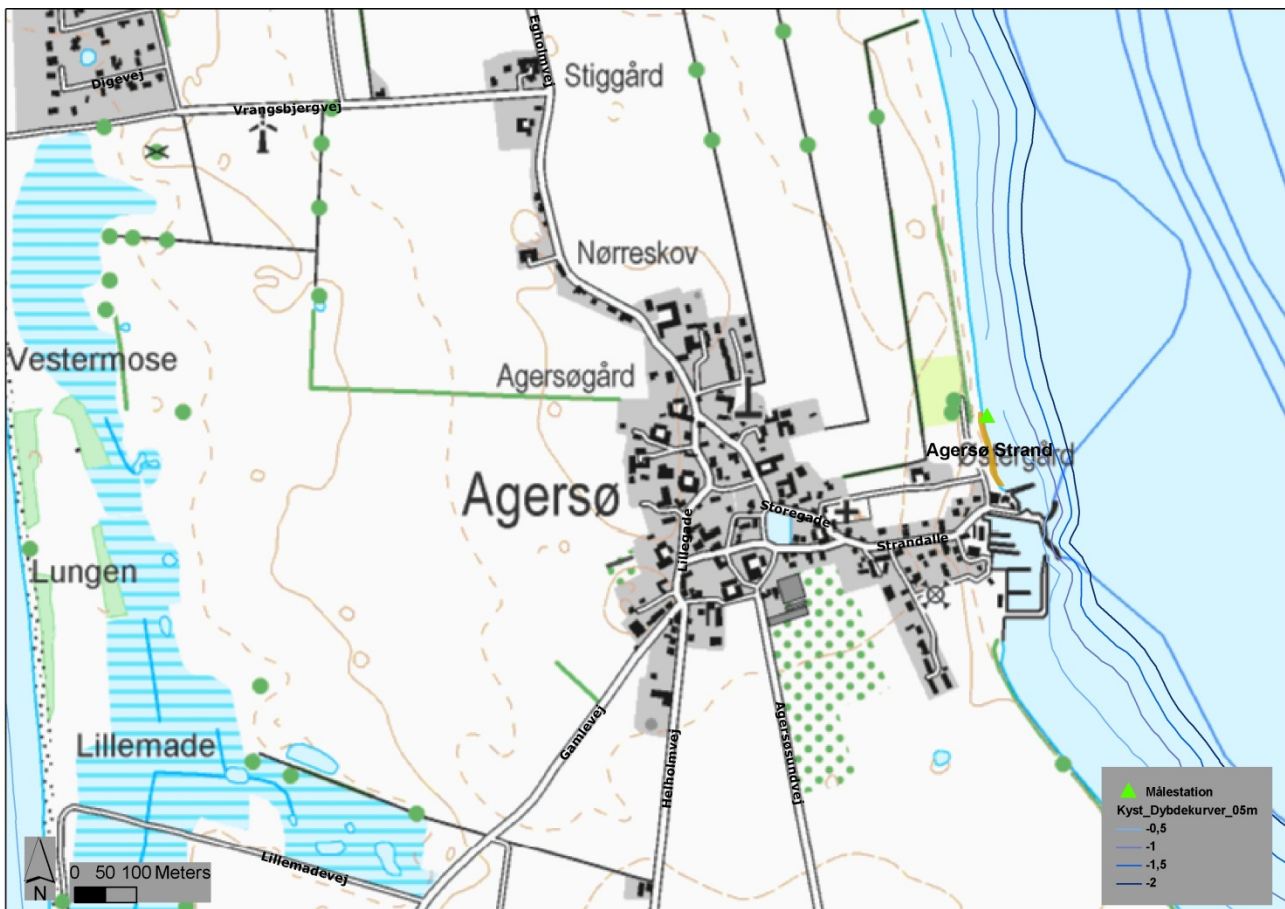 Egholmvej
Stiggård
Digevej
Vrangsbjergvej
Nørreskov
Vestermose
Agersøgård
Agersø Strand
Østergård
Agersø
Storegade
Lillegade
Strandalle
Lungen
Lillemade
Gamlevej
Helholmvej
Agersøsundvej
Lillemadevej
N
0 50 100 Meters
Målestation
Kyst_Dybdekurver_05m
-0,5
-1
-1,5
-2